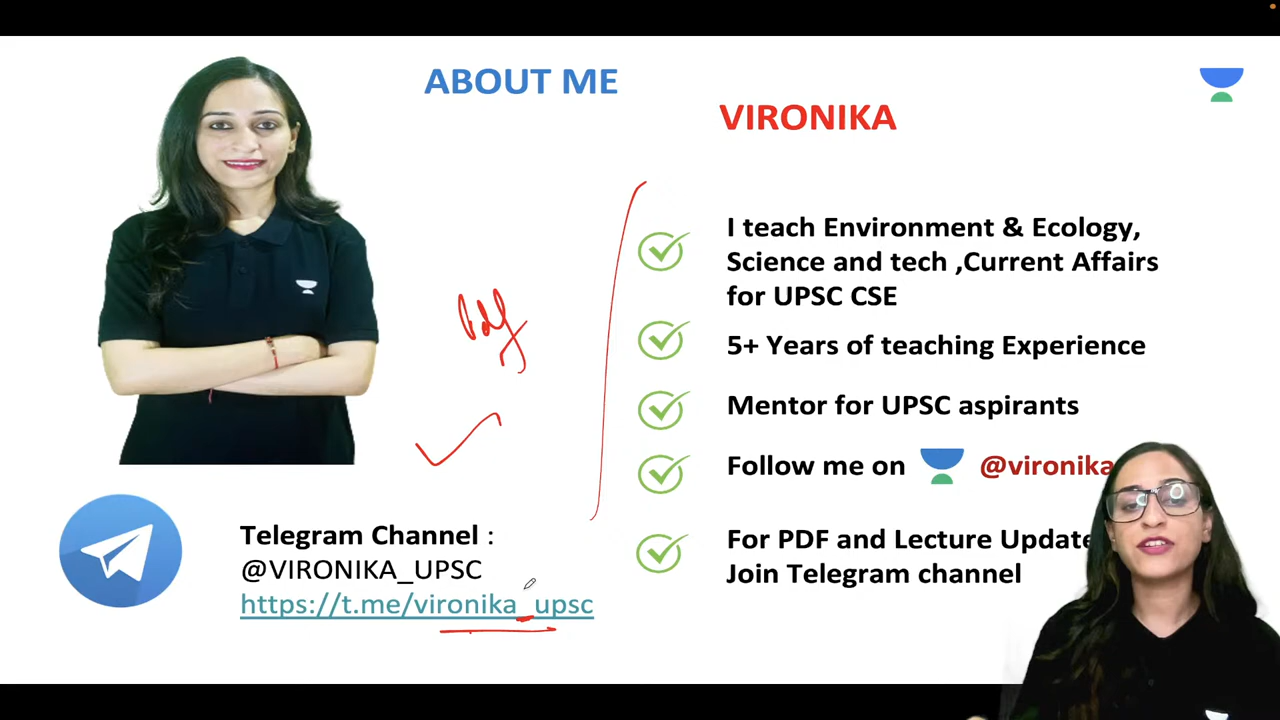 ABOUT ME
VIRONIKA
I teach Environment & Ecology,
Science and tech ,Current Affairs
for UPSC CSE
5+ Years of teaching Experience
Mentor for UPSC aspirants
Follow me on @vironika
For PDF and Lecture Update
Join Telegram channel
Pdf
Telegram Channel :
@VIRONIKA_UPSC
https://t.me/vironika_upsc